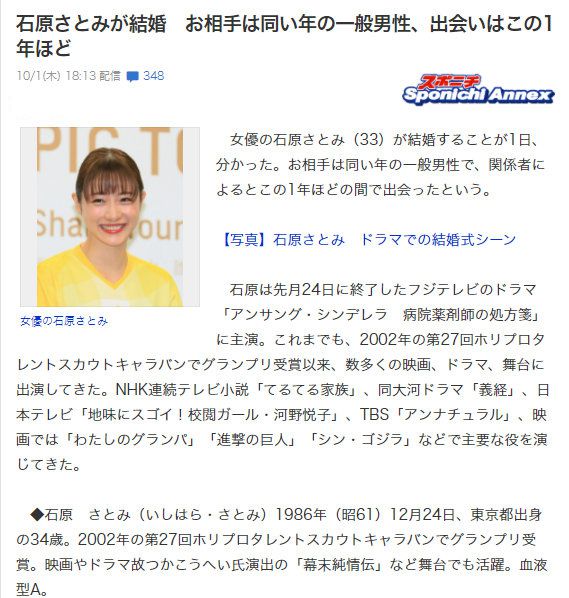 石原さとみが結婚　お相手は同い年の一般男性、出会いはこの1
年ほど
10/1(木) 18:13 配信 348
スポニチ
Sponichi Annex
PIC TO
Sha
our
女優の石原さとみ
　女優の石原さとみ（33）が結婚することが1日、
分かった。お相手は同い年の一般男性で、関係者に
よるとこの1年ほどの間で出会ったという。
【写真】石原さとみ　ドラマでの結婚式シーン
　石原は先月24日に終了したフジテレビのドラマ
「アンサング・シンデレラ　病院薬剤師の処方箋」
に主演。これまでも、2002年の第27回ホリプロタ
レントスカウトキャラバンでグランプリ受賞以来、数多くの映画、ドラマ、舞台に
出演してきた。NHK連続テレビ小説「てるてる家族」、同大河ドラマ「義経」、日
本テレビ「地味にスゴイ！校閲ガール・河野悦子」、TBS「アンナチュラル」、映
画では「わたしのグランパ」「進撃の巨人」「シン・ゴジラ」などで主要な役を演
じてきた。
　◆石原　さとみ（いしはら・さとみ）1986年（昭61）12月24日、東京都出身
の34歳。2002年の第27回ホリプロタレントスカウトキャラバンでグランプリ受
賞。映画やドラマ故つかこうへい氏演出の「幕末純情伝」など舞台でも活躍。血液
型A。